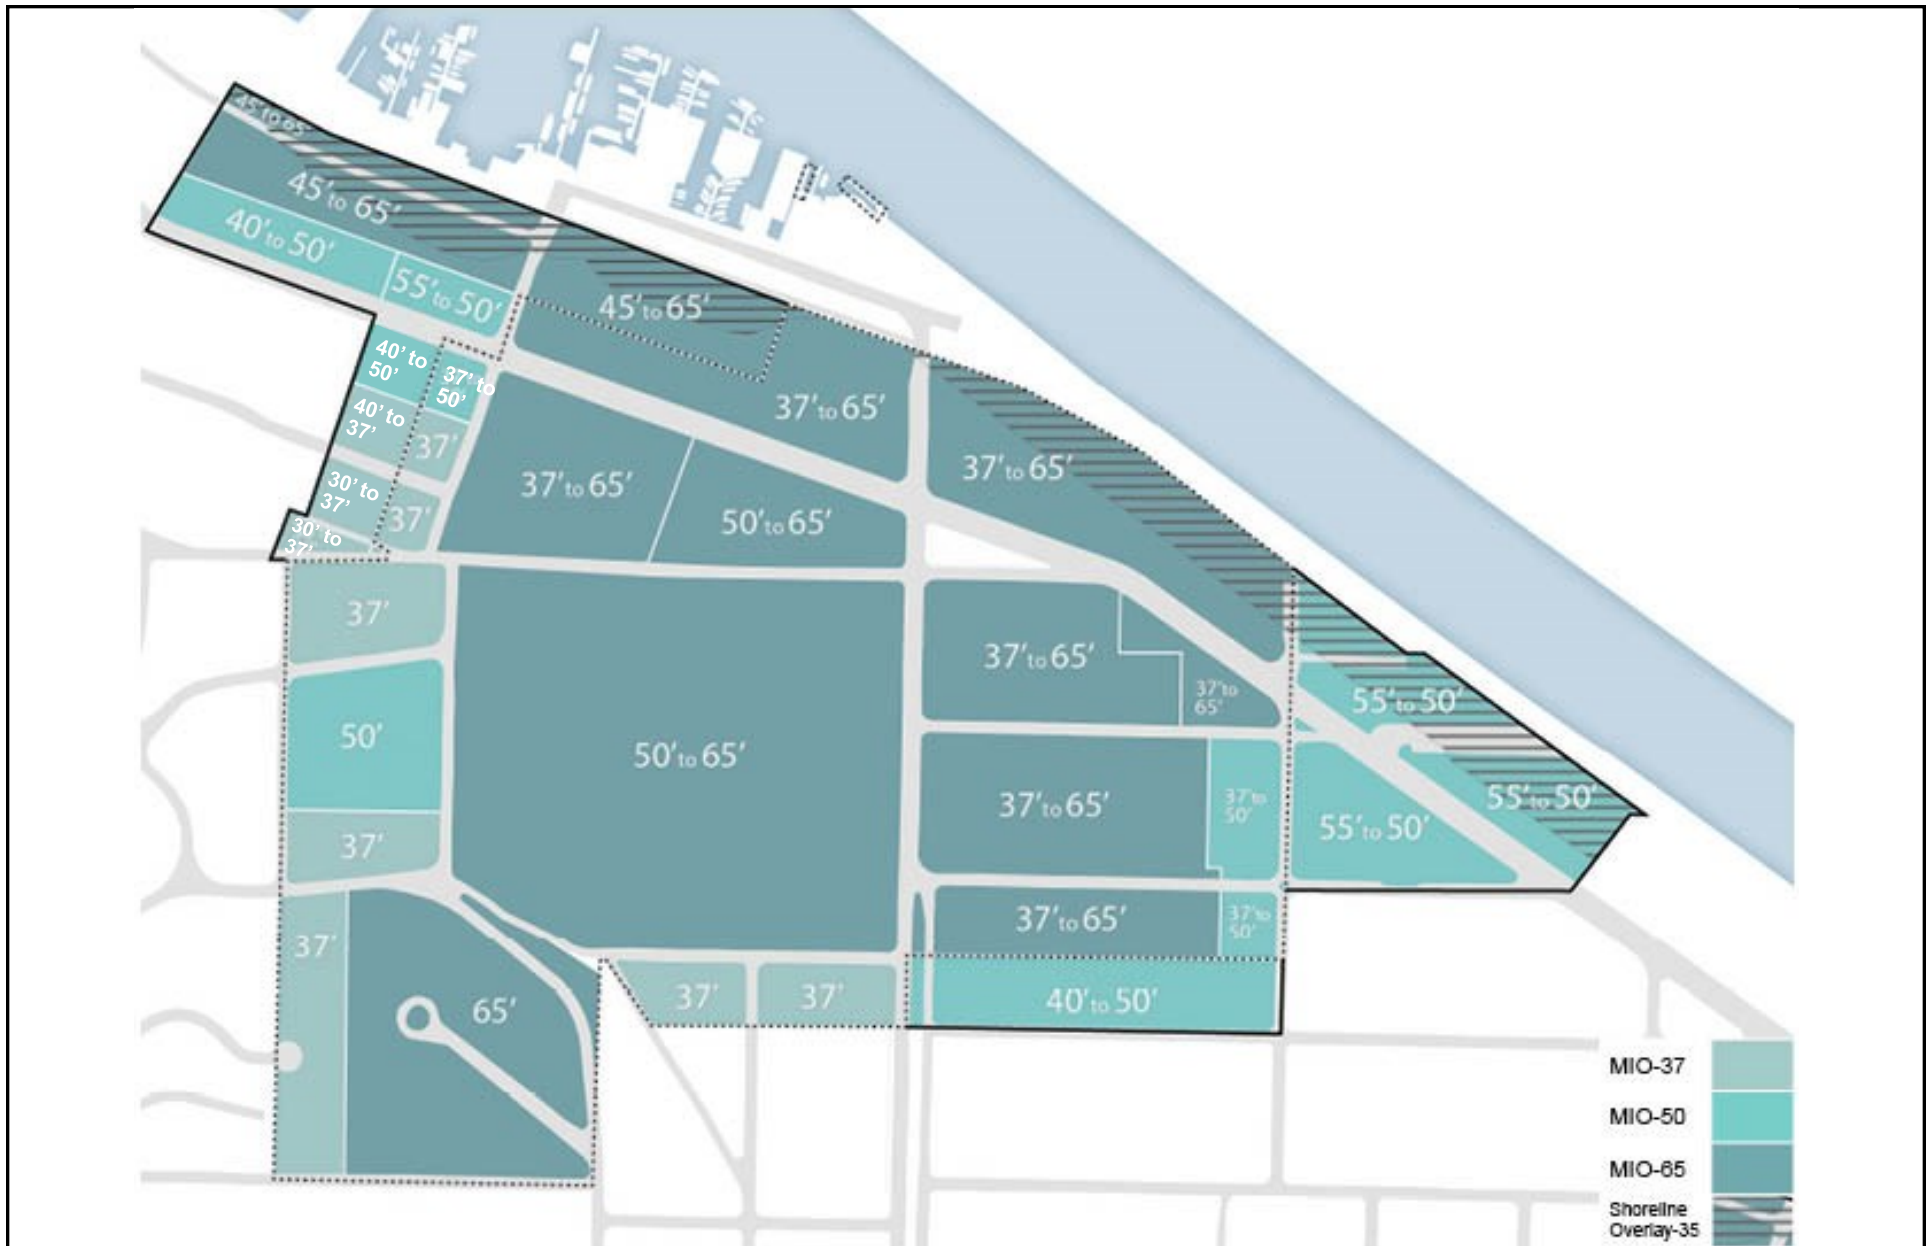 45' to 65'
45' to 65'
40' to 50'
55' to 50'
45' to 65'
40' to
50'
37' to
50'
40' to
37'
37'
37' to 65'
37' to 65'
30' to
37'
37' to 65'
50' to 65'
37'
30' to
37'
37'
37' to 65'
37' to
65'
55' to 50'
50'
50' to 65'
37' to 65'
37' to
50'
55' to 50'
55' to 50'
37'
37' to 65'
37' to
50'
37'
65'
37'
37'
40' to 50'
MIO-37
MIO-50
MIO-65
Shoreline
Overlay-35